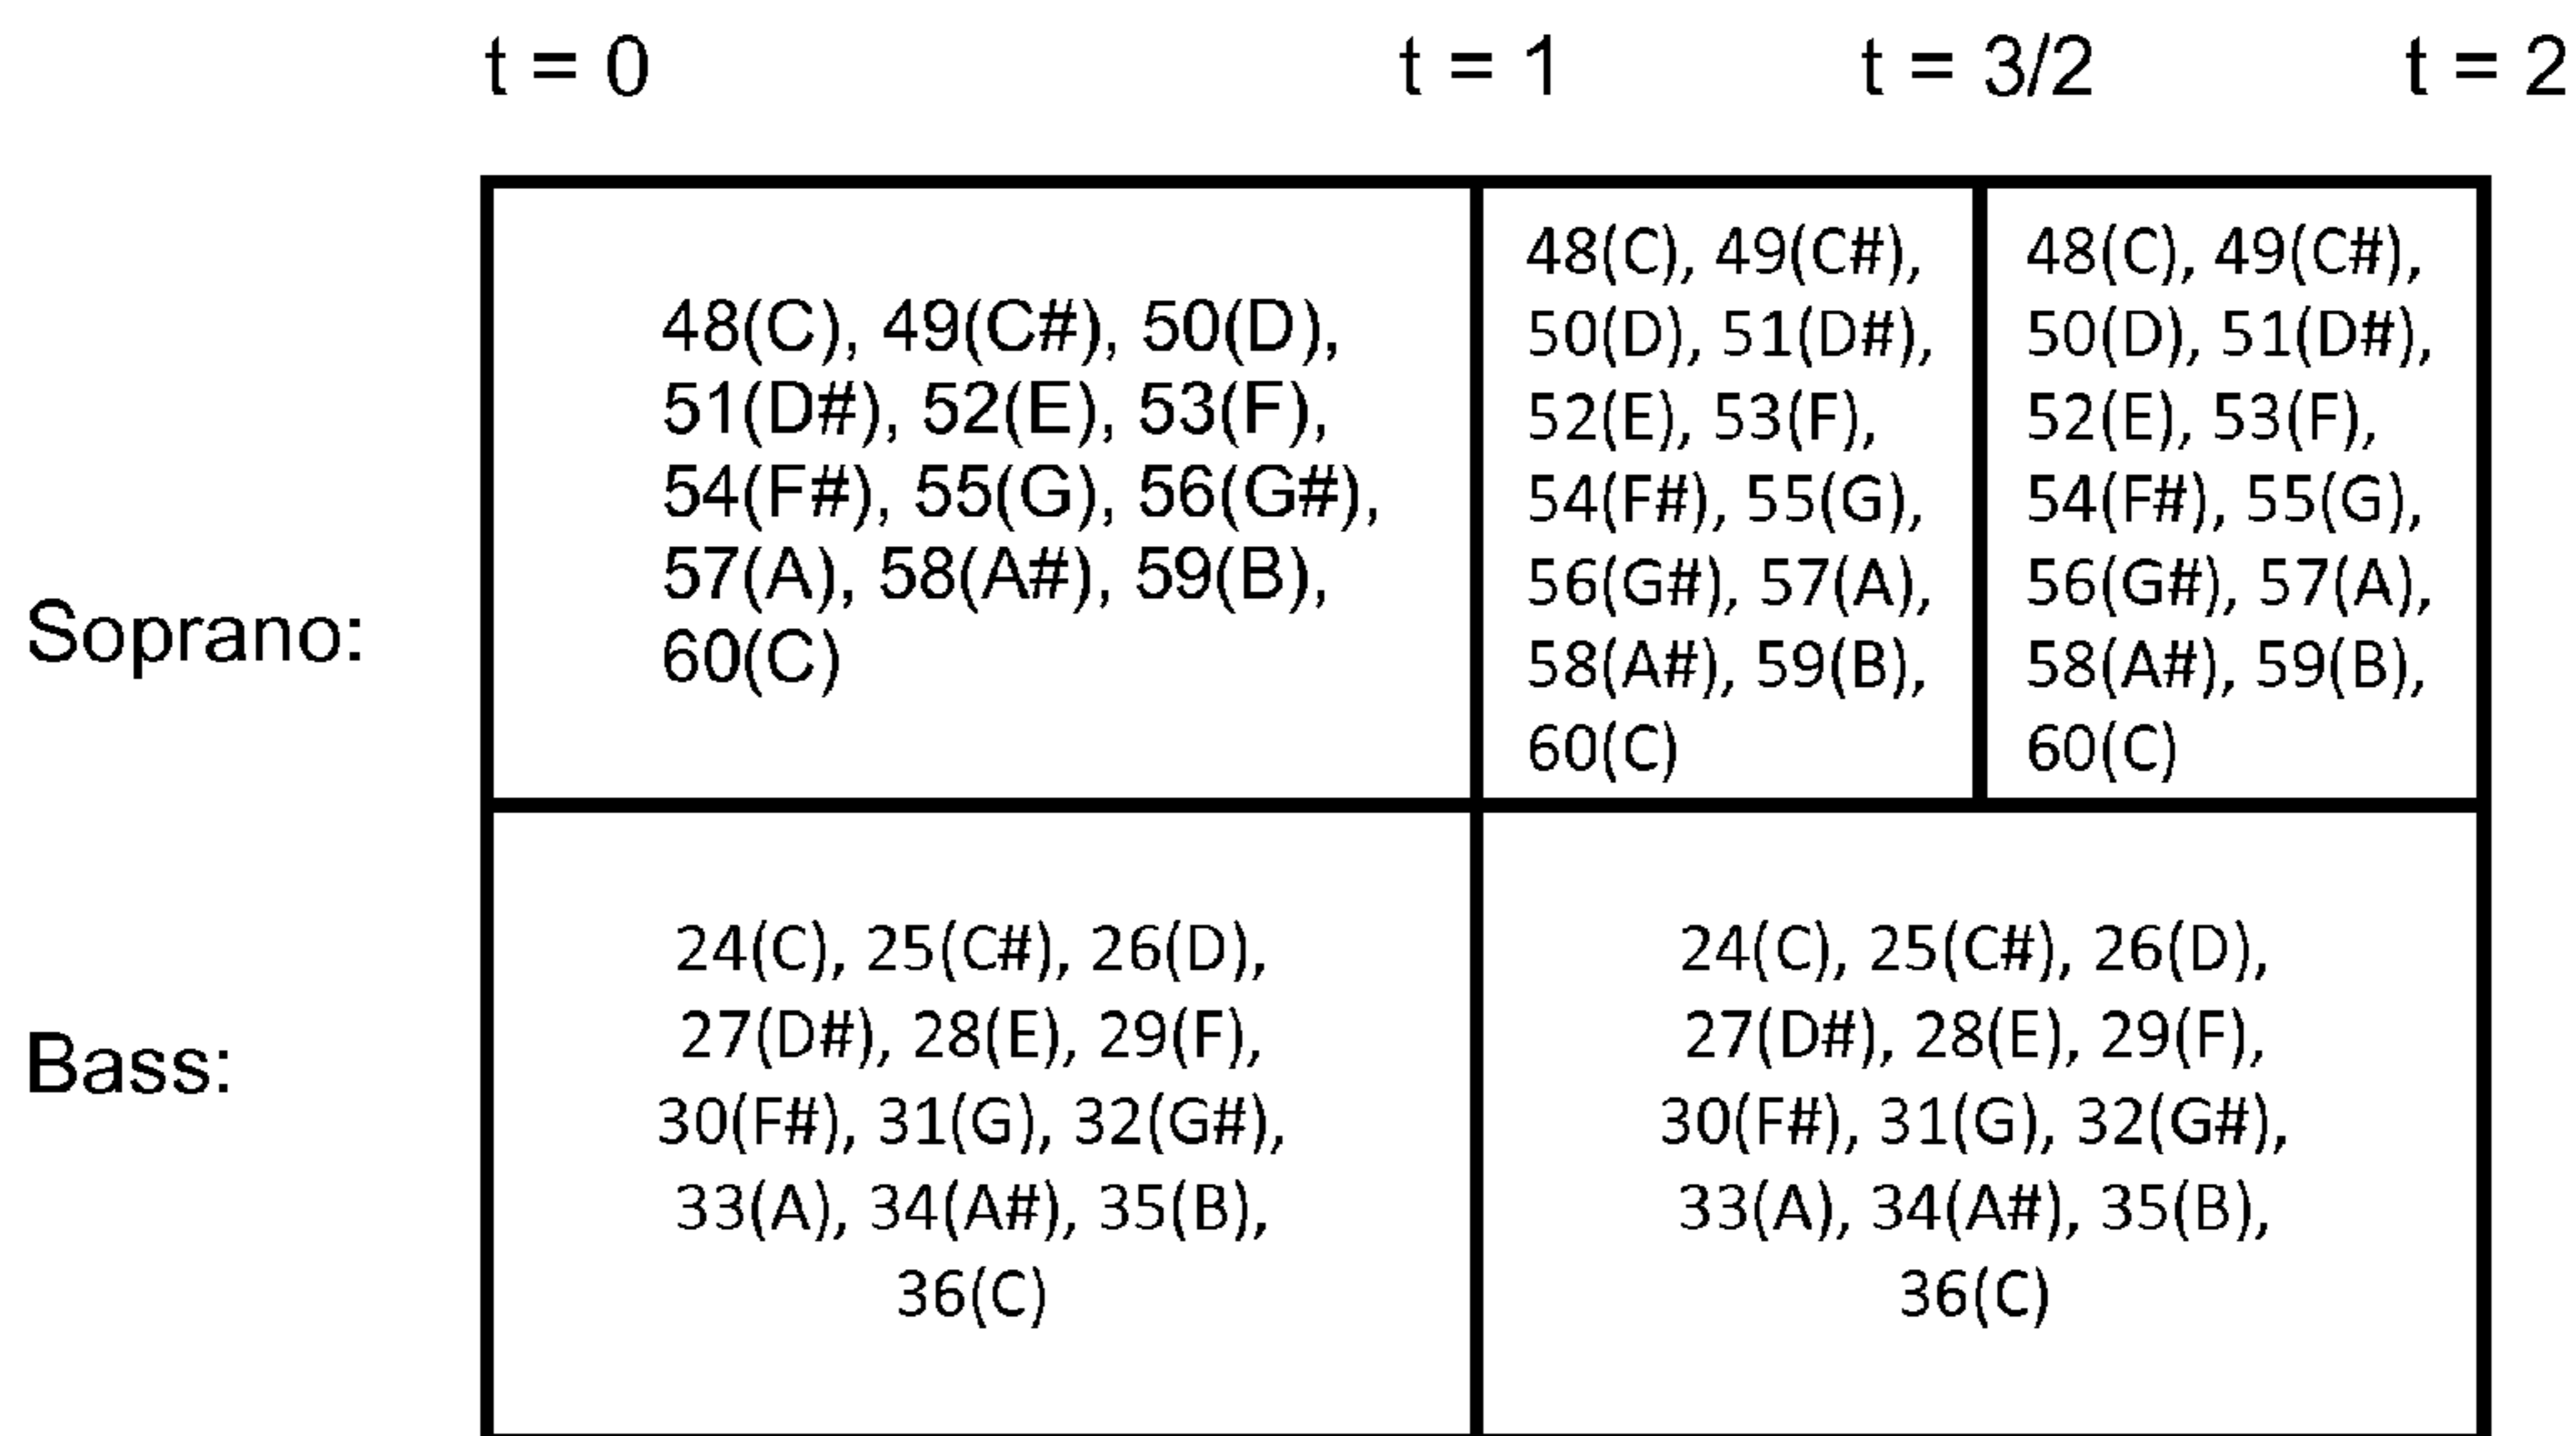 t = 0 t = 1 t = 3/2 t = 2
Soprano:
48(C), 49(C#), 50(D),
51(D#), 52(E), 53(F),
54(F#), 55(G), 56(G#),
57(A), 58(A#), 59(B),
60(C)
48(C), 49(C#),
50(D), 51(D#),
52(E), 53(F),
54(F#), 55(G),
56(G#), 57(A),
58(A#), 59(B),
60(C)
48(C), 49(C#),
50(D), 51(D#),
52(E), 53(F),
54(F#), 55(G),
56(G#), 57(A),
58(A#), 59(B),
60(C)
Bass:
24(C), 25(C#), 26(D),
27(D#), 28(E), 29(F),
30(F#), 31(G), 32(G#),
33(A), 34(A#), 35(B),
36(C)
24(C), 25(C#), 26(D),
27(D#), 28(E), 29(F),
30(F#), 31(G), 32(G#),
33(A), 34(A#), 35(B),
36(C)